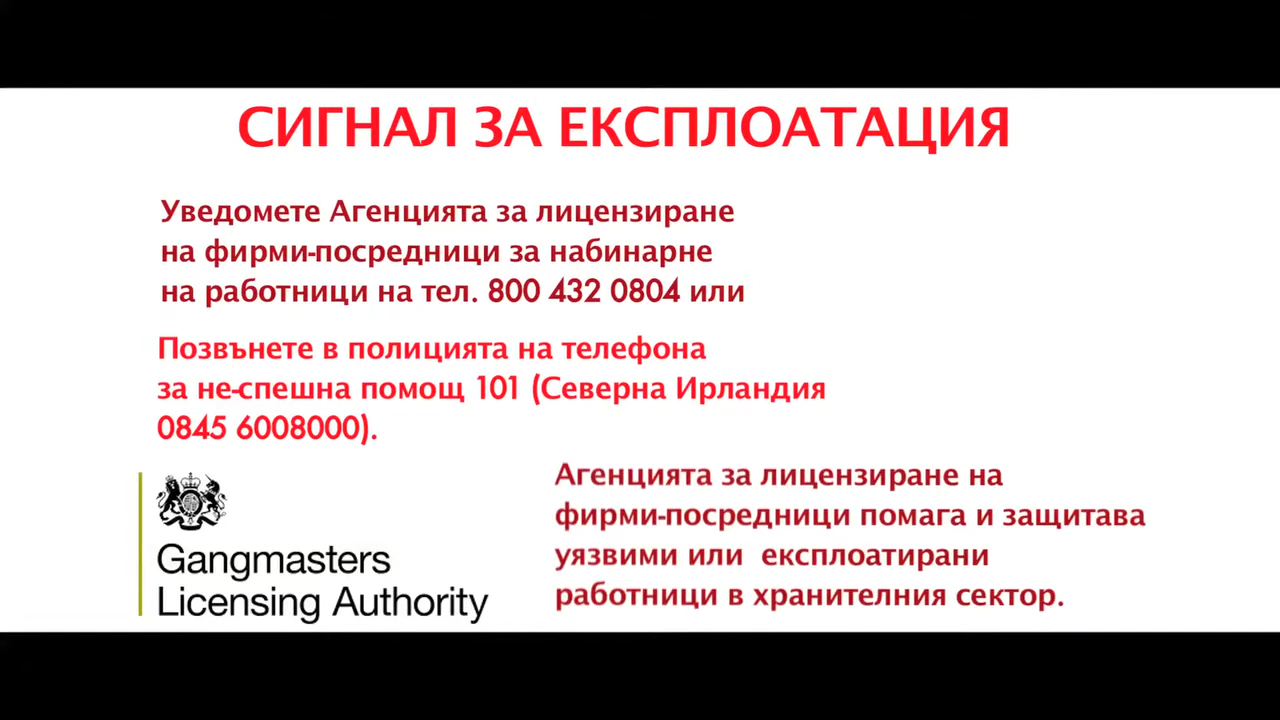 СИГНАЛ ЗА ЕКСПЛОАТАЦИЯ
Уведомете Агенцията за лицензиране
на фирми-посредници за набинарне
на работници на тел. 800 432 0804 или
Позвънете в полицията на телефона
за не-спешна помощ 101 (Северна Ирландия
0845 6008000).
Gangmasters
Licensing Authority
Агенцията за лицензиране на
фирми-посредници помага и защитава
уязвими или експлоатирани
работници в хранителния сектор.